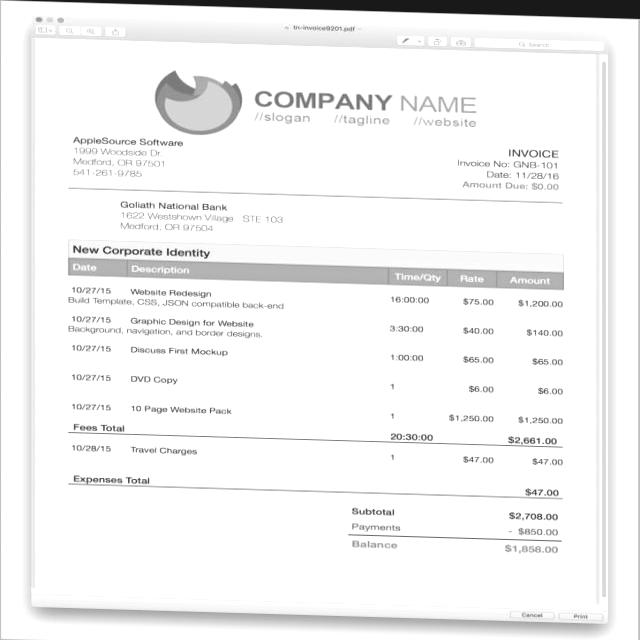 tn-invoice9201.pdf
Search
COMPANY NAME
//slogan //tagline //website
AppleSource Software
1999 Woodside Dr.
Medford, OR 97501
541-261-9785
INVOICE
Invoice No: GNB-101
Date: 11/28/16
Amount Due: $0.00
Goliath National Bank
1622 Westshown Village STE 103
Medford, OR 97504
New Corporate Identity
Date Description Time/Qty Rate Amount
10/27/15 Website Redesign 16:00:00 $75.00 $1,200.00
Build Template, CSS, JSON compatible back-end
10/27/15 Graphic Design for Website 3:30:00 $40.00 $140.00
Background, navigation, and border designs.
10/27/15 Discuss First Mockup 1:00:00 $65.00 $65.00
10/27/15 DVD Copy 1 $6.00 $6.00
10/27/15 10 Page Website Pack 1 $1,250.00 $1,250.00
Fees Total 20:30:00 $2,661.00
10/28/15 Travel Charges 1 $47.00 $47.00
Expenses Total $47.00
Subtotal $2,708.00
Payments - $850.00
Balance $1,858.00
Cancel Print